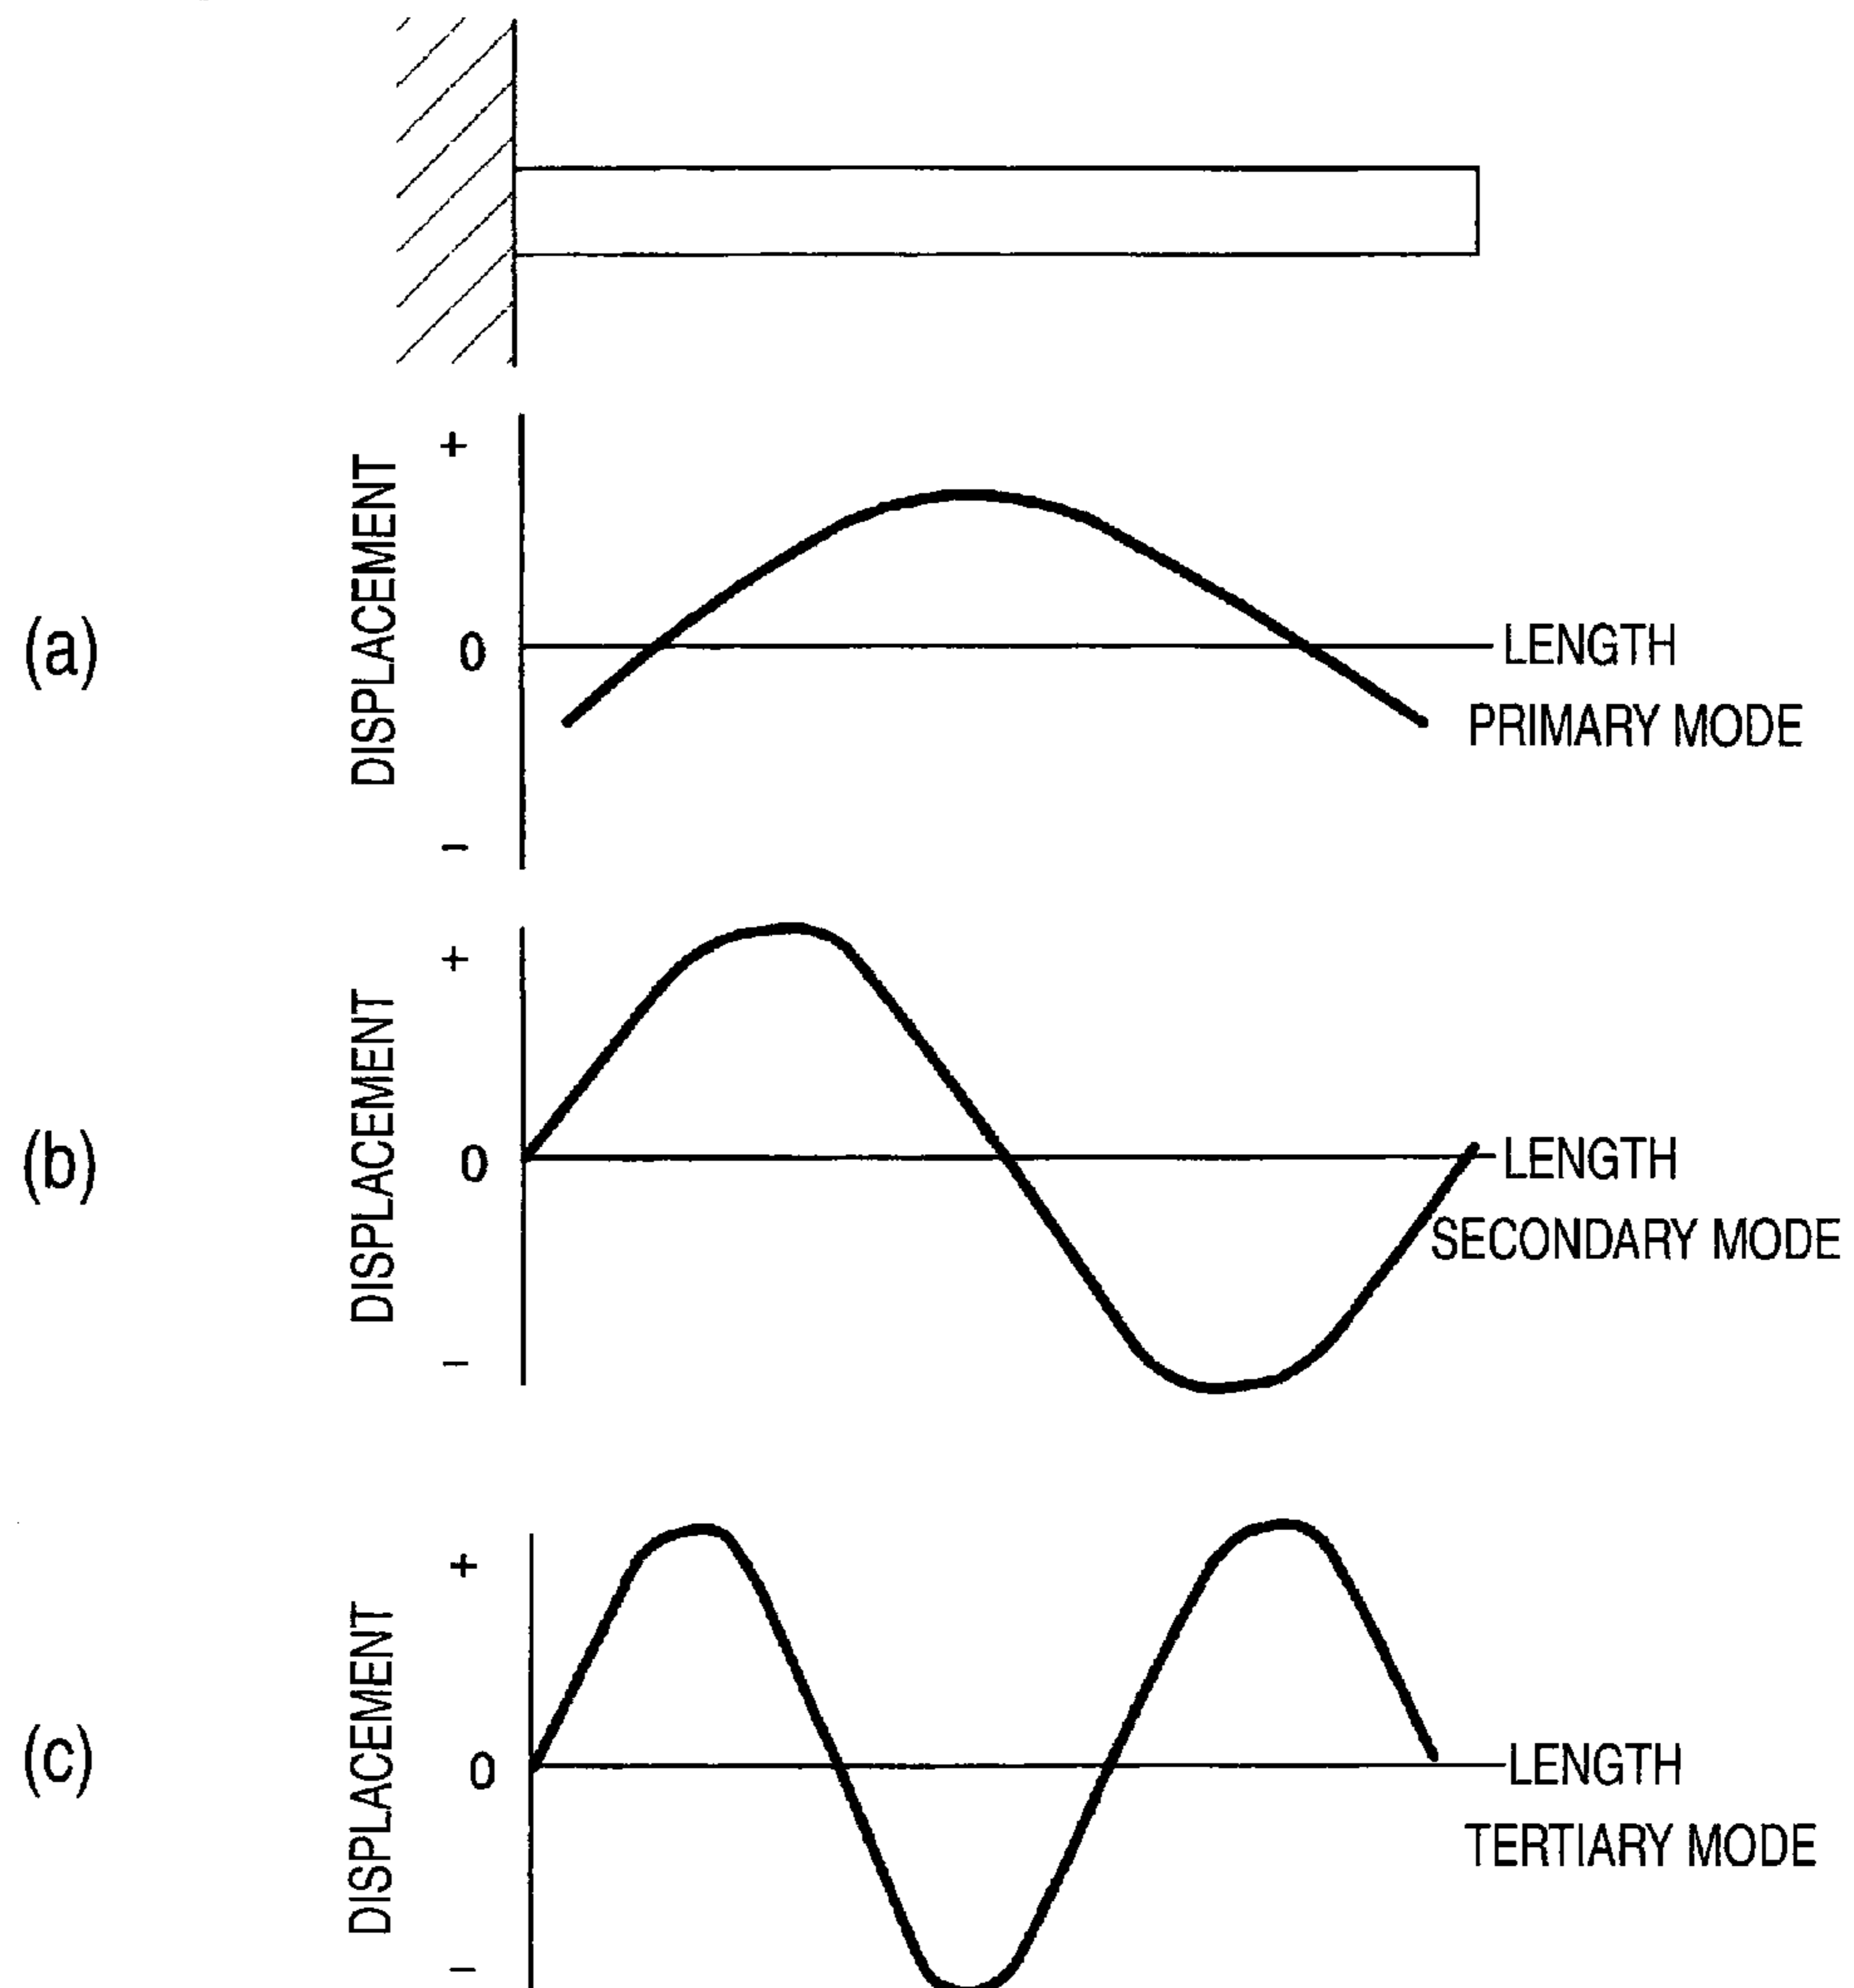 +
DISPLACEMENT
(a)
0
LENGTH
PRIMARY MODE
-
+
DISPLACEMENT
(b)
0
LENGTH
SECONDARY MODE
-
+
DISPLACEMENT
(c)
0
LENGTH
TERTIARY MODE
-